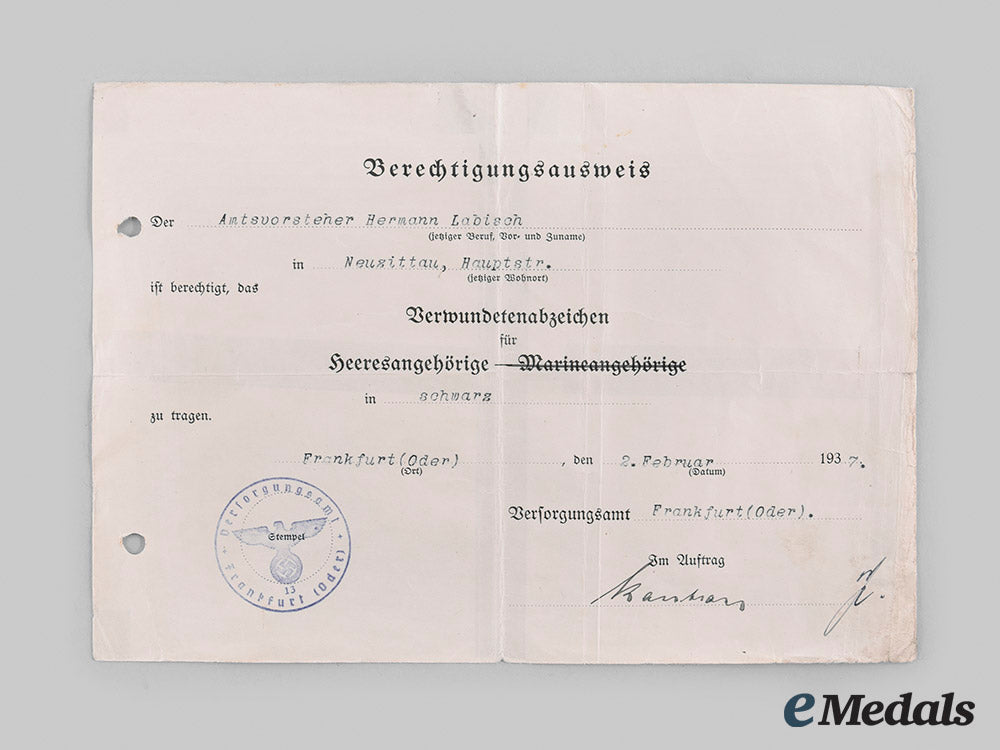 Berechtigungsausweis
Der Amtsvorsteher Hermann Labisch
(jetziger Beruf, Vor- und Zuname)
in Neuzittau, Hauptstr.
(jetziger Wohnort)
ist berechtigt, das
Verwundetenabzeichen
für
Heeresangehörige — Marineangehörige
in schwarz
zu tragen.
Frankfurt(Oder), den 2. Februar 1937.
(Ort) (Datum)
Versorgungsamt Frankfurt(Oder).
Im Auftrag
Versorgungsamt
Stempel
13
Frankfurt (Oder)
eMedals